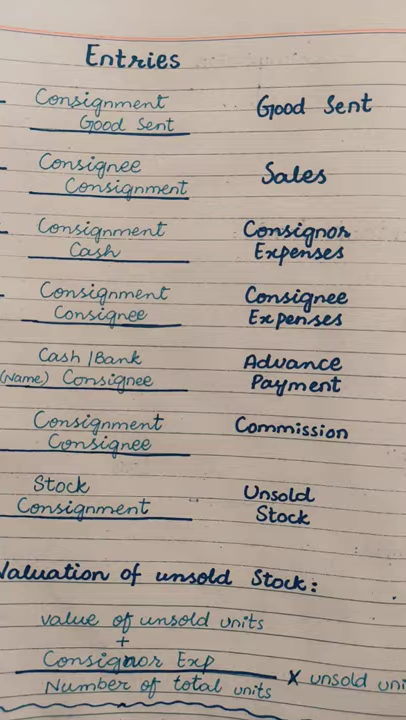 Entries
Consignment
Good Sent
Good Sent
Consignee
Consignment
Sales
Consignment
Cash
Consignor
Expenses
Consignment
Consignee
Consignee
Expenses
Cash/Bank
(Name) Consignee
Advance
Payment
Consignment
Consignee
Commission
Stock
Consignment
Unsold
Stock
Valuation of unsold Stock:
value of unsold units
+
Consignor Exp
Number of total units
× unsold uni